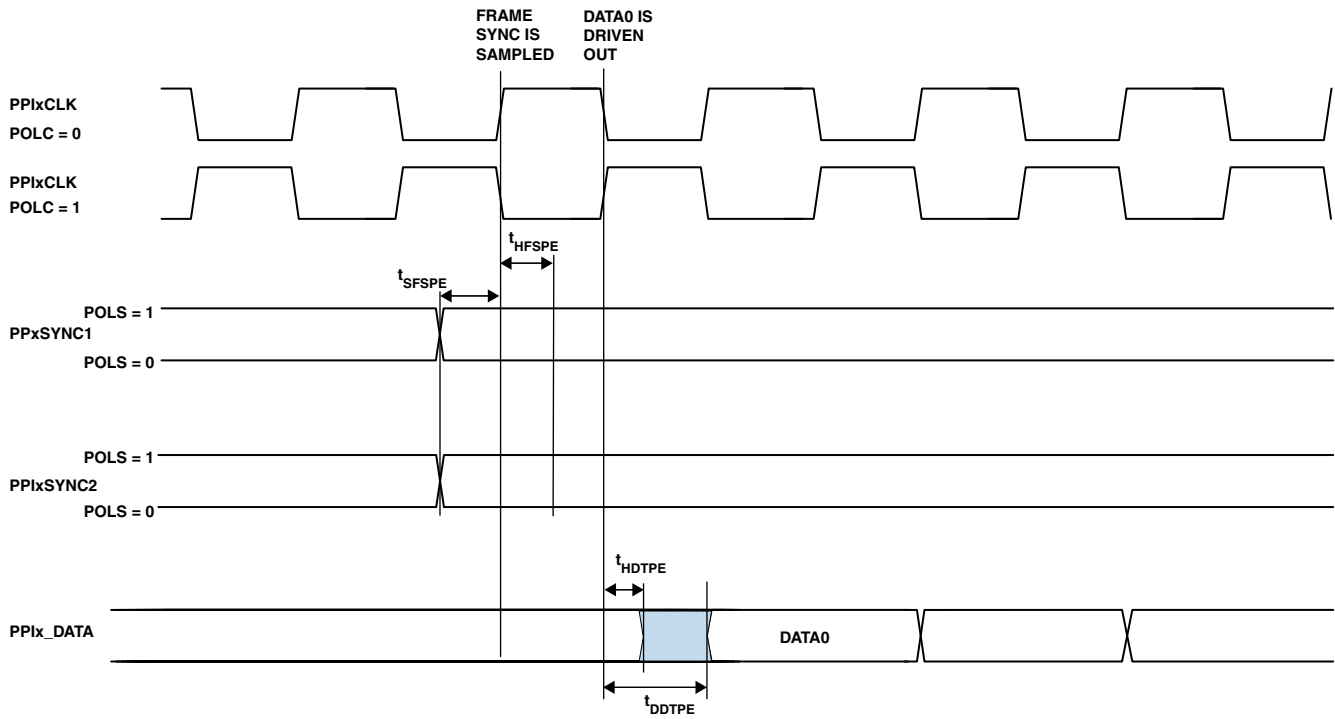 FRAME
SYNC IS
SAMPLED
DATA0 IS
DRIVEN
OUT
PPIxCLK
POLC = 0
PPIxCLK
POLC = 1
tHFSPE
tSFSPE
POLS = 1
PPxSYNC1
POLS = 0
POLS = 1
PPIxSYNC2
POLS = 0
tHDTPE
PPIx_DATA
DATA0
tDDTPE